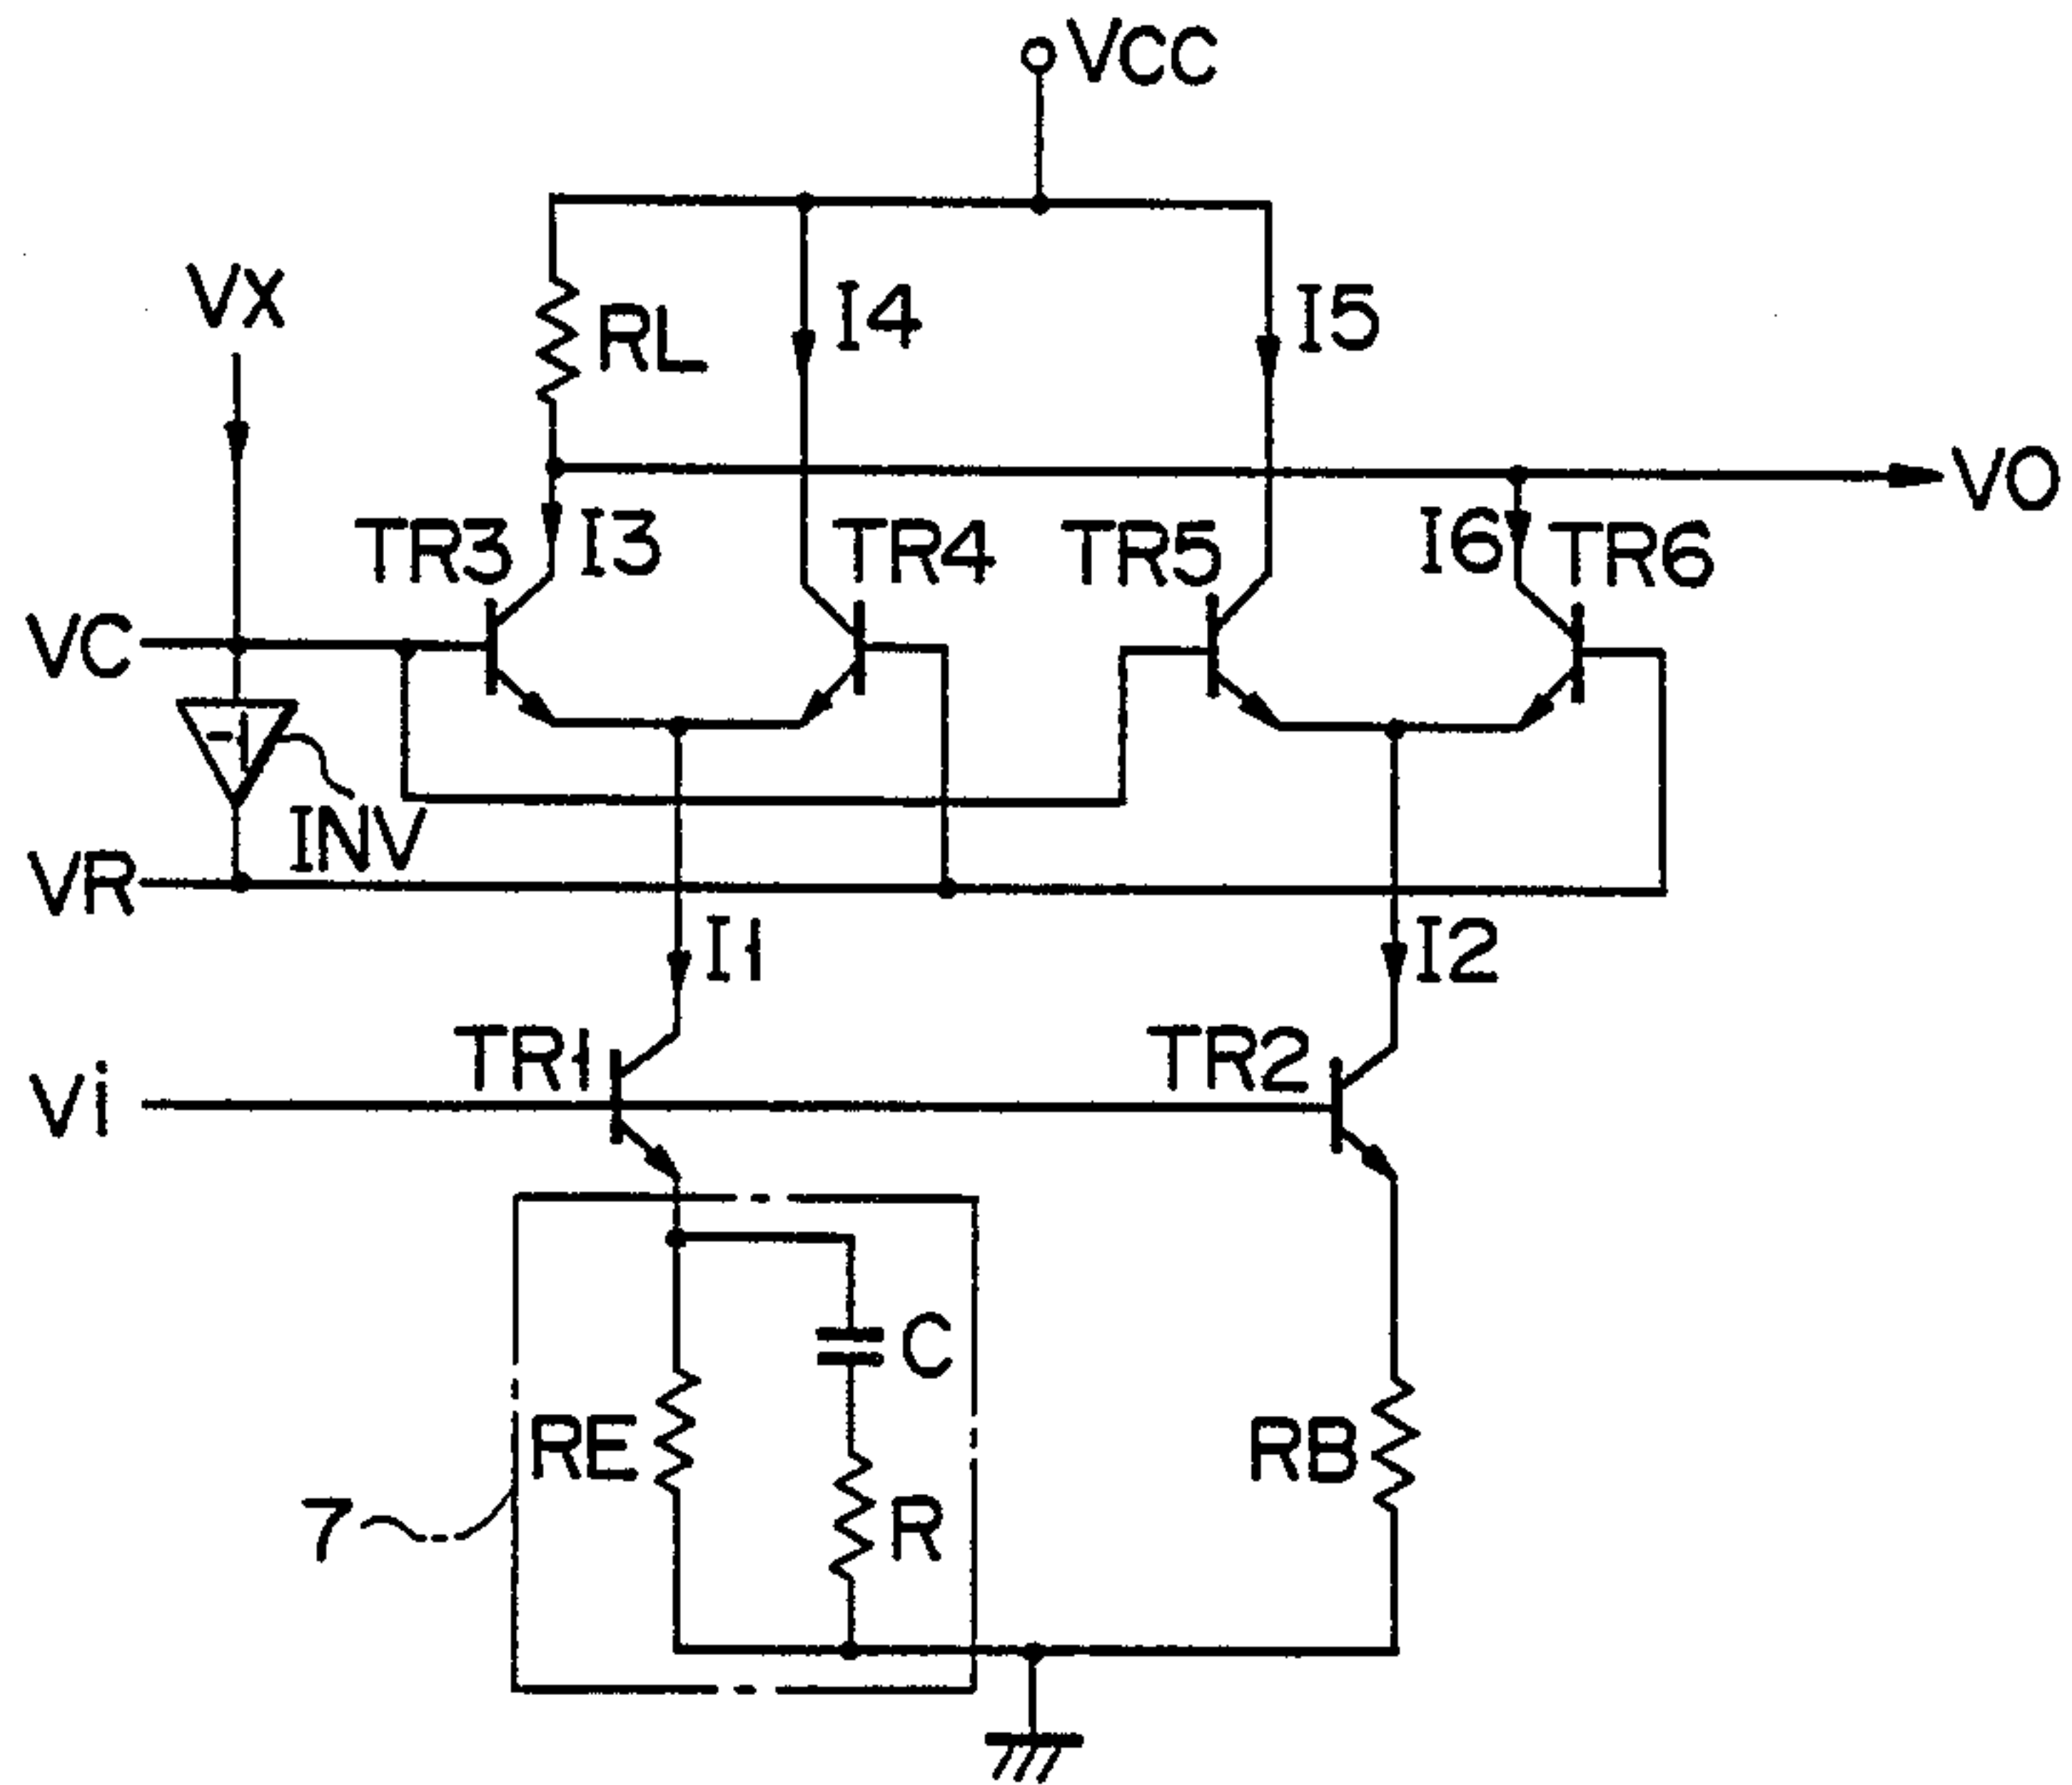 VCC
VX
RL
I4
I5
VO
TR3
I3
TR4
TR5
I6
TR6
VC
-1
INV
VR
I1
I2
TR1
TR2
Vi
C
RE
RB
R
7